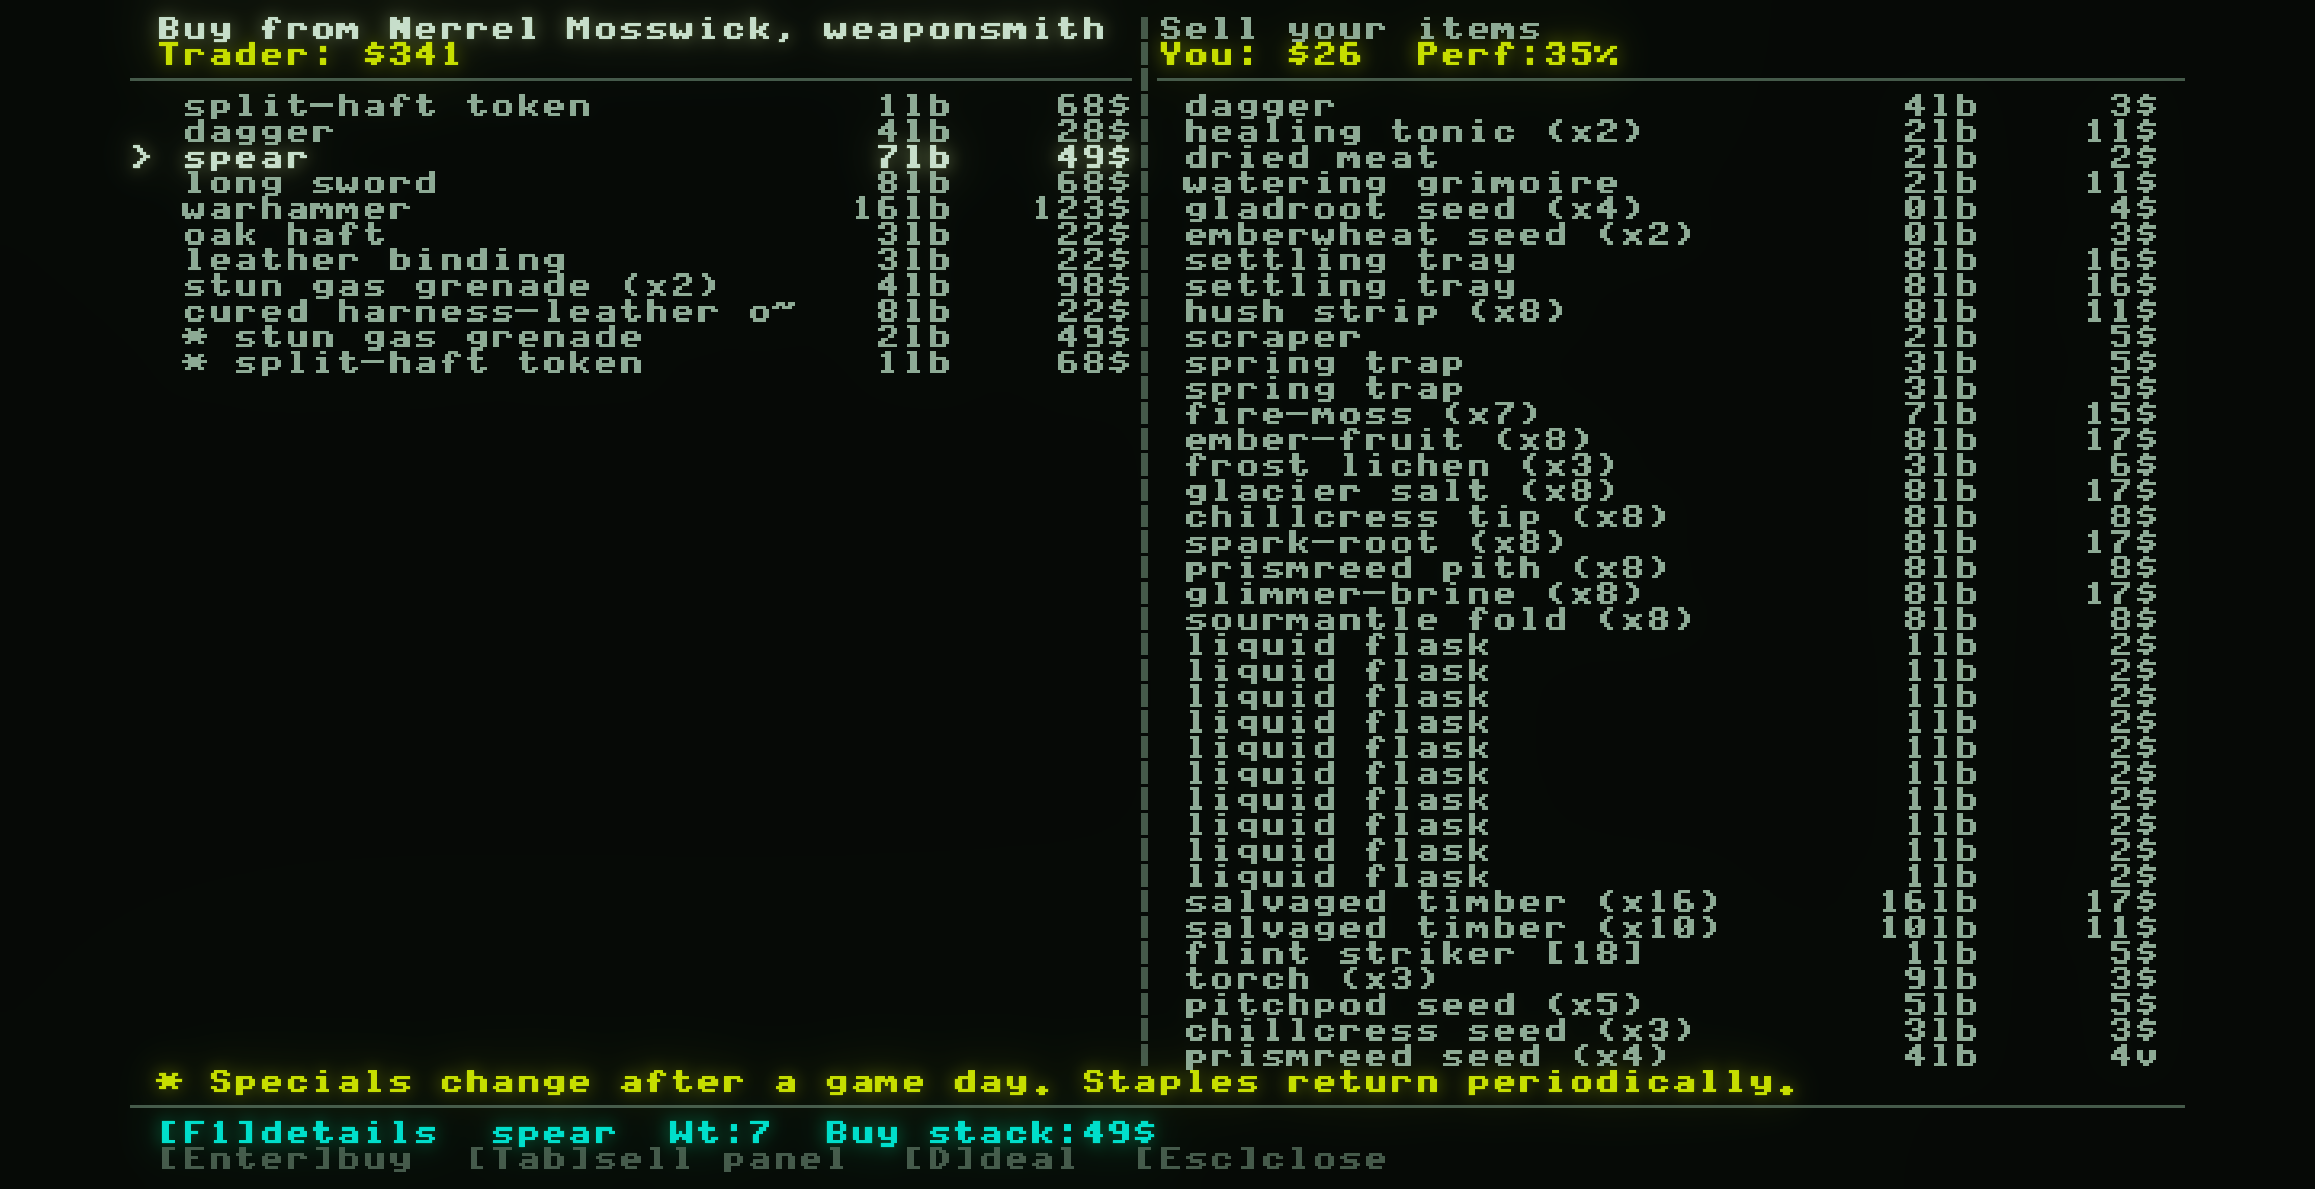 Buy from Nerrel Mosswick, weaponsmith
Trader: $341
split-haft token 1lb 68$
dagger 4lb 28$
> spear 7lb 49$
long sword 8lb 68$
warhammer 16lb 123$
oak haft 3lb 22$
leather binding 3lb 22$
stun gas grenade (x2) 4lb 98$
cured harness-leather o~ 8lb 22$
* stun gas grenade 2lb 49$
* split-haft token 1lb 68$
Sell your items
You: $26 Perf:35%
dagger 4lb 3$
healing tonic (x2) 2lb 11$
dried meat 2lb 2$
watering grimoire 2lb 11$
gladroot seed (x4) 0lb 4$
emberwheat seed (x2) 0lb 3$
settling tray 8lb 16$
settling tray 8lb 16$
hush strip (x8) 8lb 11$
scraper 2lb 5$
spring trap 3lb 5$
spring trap 3lb 5$
fire-moss (x7) 7lb 15$
ember-fruit (x8) 8lb 17$
frost lichen (x3) 3lb 6$
glacier salt (x8) 8lb 17$
chillcress tip (x8) 8lb 8$
spark-root (x8) 8lb 17$
prismreed pith (x8) 8lb 8$
glimmer-brine (x8) 8lb 17$
sourmantle fold (x8) 8lb 8$
liquid flask 1lb 2$
liquid flask 1lb 2$
liquid flask 1lb 2$
liquid flask 1lb 2$
liquid flask 1lb 2$
liquid flask 1lb 2$
liquid flask 1lb 2$
liquid flask 1lb 2$
liquid flask 1lb 2$
liquid flask 1lb 2$
salvaged timber (x16) 16lb 17$
salvaged timber (x10) 10lb 11$
flint striker [18] 1lb 5$
torch (x3) 9lb 3$
pitchpod seed (x5) 5lb 5$
chillcress seed (x3) 3lb 3$
prismreed seed (x4) 4lb 4v
* Specials change after a game day. Staples return periodically.
[F1]details spear Wt:7 Buy stack:49$
[Enter]buy [Tab]sell panel [D]deal [Esc]close